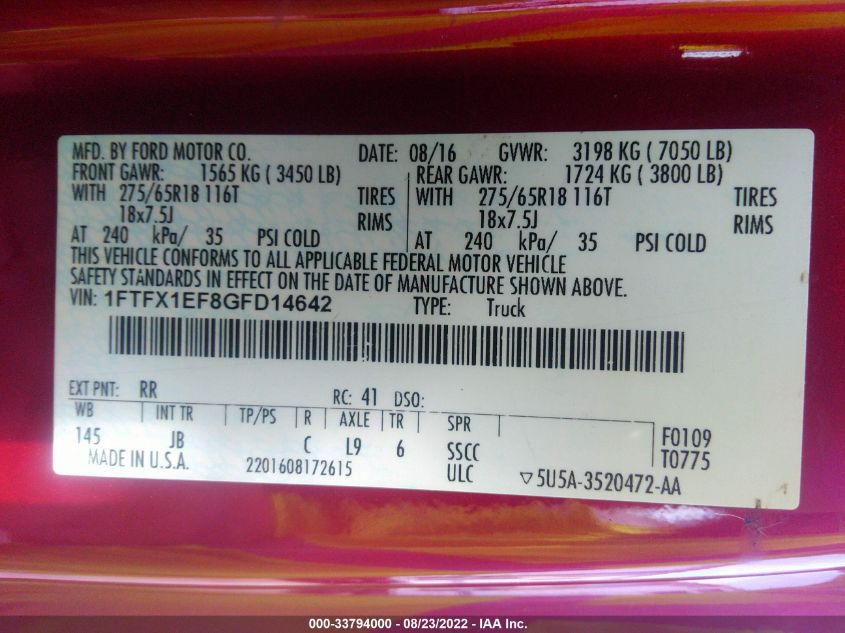 MFD. BY FORD MOTOR CO. DATE: 08/16 GVWR: 3198 KG ( 7050 LB)
FRONT GAWR: 1565 KG ( 3450 LB) REAR GAWR: 1724 KG ( 3800 LB)
WITH 275/65R18 116T TIRES WITH 275/65R18 116T TIRES
18x7.5J RIMS 18x7.5J RIMS
AT 240 kPa/ 35 PSI COLD AT 240 kPa/ 35 PSI COLD
THIS VEHICLE CONFORMS TO ALL APPLICABLE FEDERAL MOTOR VEHICLE
SAFETY STANDARDS IN EFFECT ON THE DATE OF MANUFACTURE SHOWN ABOVE.
VIN: 1FTFX1EF8GFD14642 TYPE: Truck
EXT PNT: RR RC: 41 DSO:
WB INT TR TP/PS R AXLE TR SPR
145 JB C L9 6 SSCC F0109
MADE IN U.S.A. 2201608172615 ULC T0775
▽5U5A-3520472-AA
000-33794000 - 08/23/2022 - IAA Inc.